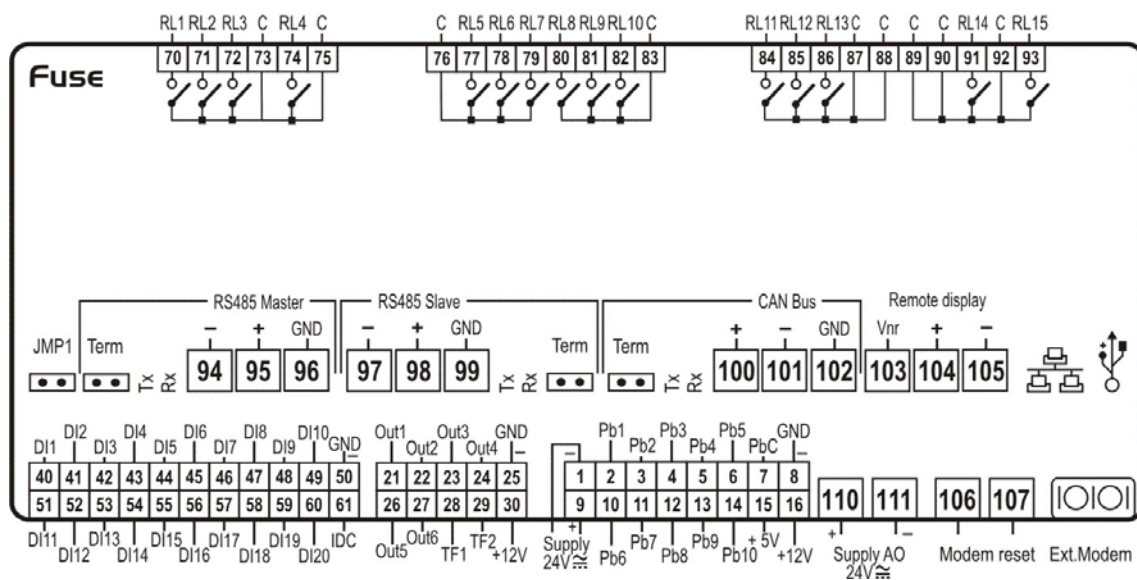 RL1 RL2 RL3 C RL4 C C RL5 RL6 RL7 RL8 RL9 RL10 C RL11 RL12 RL13 C C C C RL14 C RL15
70 71 72 73 74 75 76 77 78 79 80 81 82 83 84 85 86 87 88 89 90 91 92 93
Fuse
RS485 Master RS485 Slave CAN Bus Remote display
− + GND − + GND + − GND Vnr + −
JMP1 Term Term Term
94 95 96 97 98 99 100 101 102 103 104 105
Tx Rx Tx Rx Tx Rx
DI2 DI4 DI6 DI8 DI10 Out1 Out3 GND Pb1 Pb3 Pb5 GND
DI1 DI3 DI5 DI7 DI9 GND − Out2 Out4 − − Pb2 Pb4 PbC −
40 41 42 43 44 45 46 47 48 49 50 21 22 23 24 25 1 2 3 4 5 6 7 8
51 52 53 54 55 56 57 58 59 60 61 26 27 28 29 30 9 10 11 12 13 14 15 16
110 111 106 107
DI11 DI13 DI15 DI17 DI19 IDC Out6 TF2 + Pb7 Pb9 + 5V + −
DI12 DI14 DI16 DI18 DI20 Out5 TF1 +12V Supply Pb6 Pb8 Pb10 +12V Supply AO Modem reset Ext.Modem
24V 24V